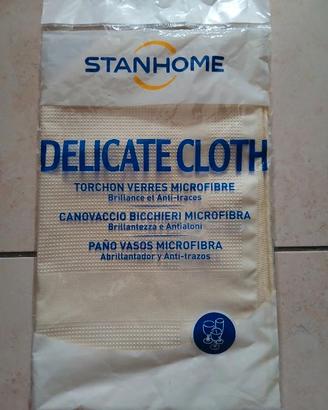 STANHOME
DELICATE CLOTH
TORCHON VERRES MICROFIBRE
Brillance et Anti-traces
CANOVACCIO BICCHIERI MICROFIBRA
Brillantezza e Antialoni
PAÑO VASOS MICROFIBRA
Abrillantador y Anti-trazos